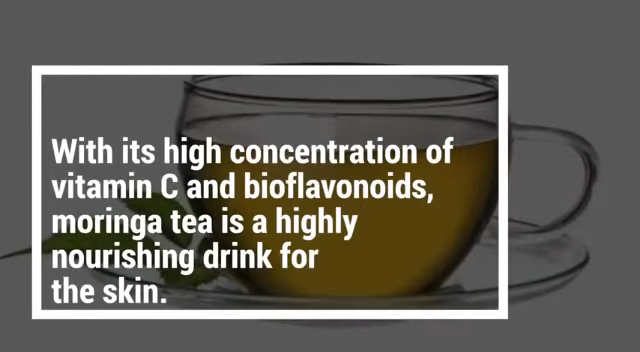 With its high concentration of
vitamin C and bioflavonoids,
moringa tea is a highly
nourishing drink for
the skin.